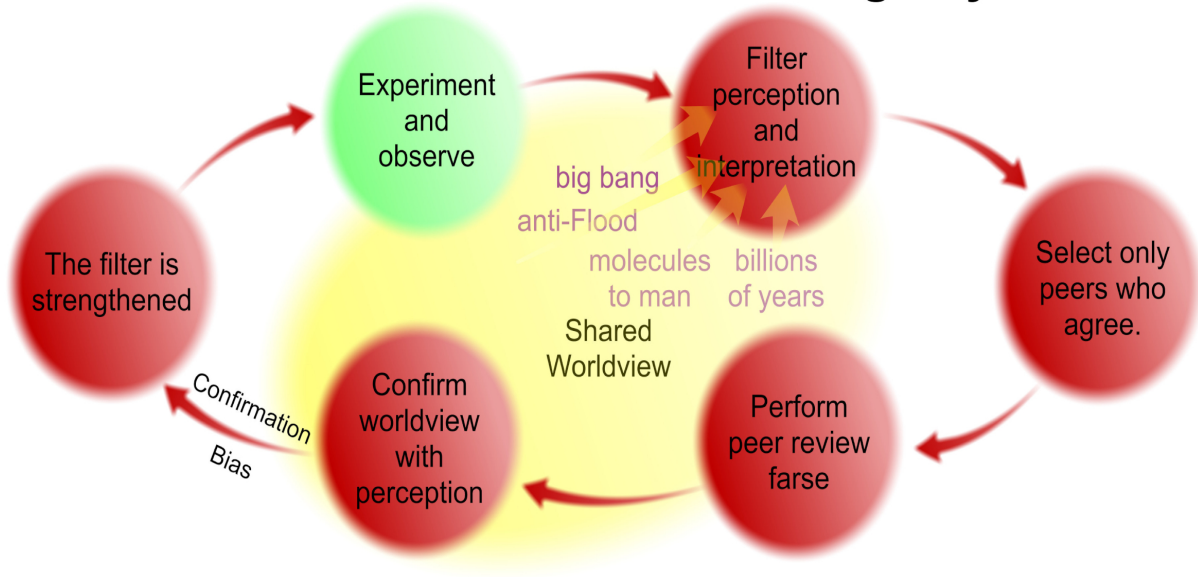 Experiment
and
observe
Filter
perception
and
interpretation
big bang
anti-Flood
molecules
to man
billions
of years
Shared
Worldview
Select only
peers who
agree.
Perform
peer review
farse
Confirm
worldview
with
perception
Confirmation
Bias
The filter is
strengthened